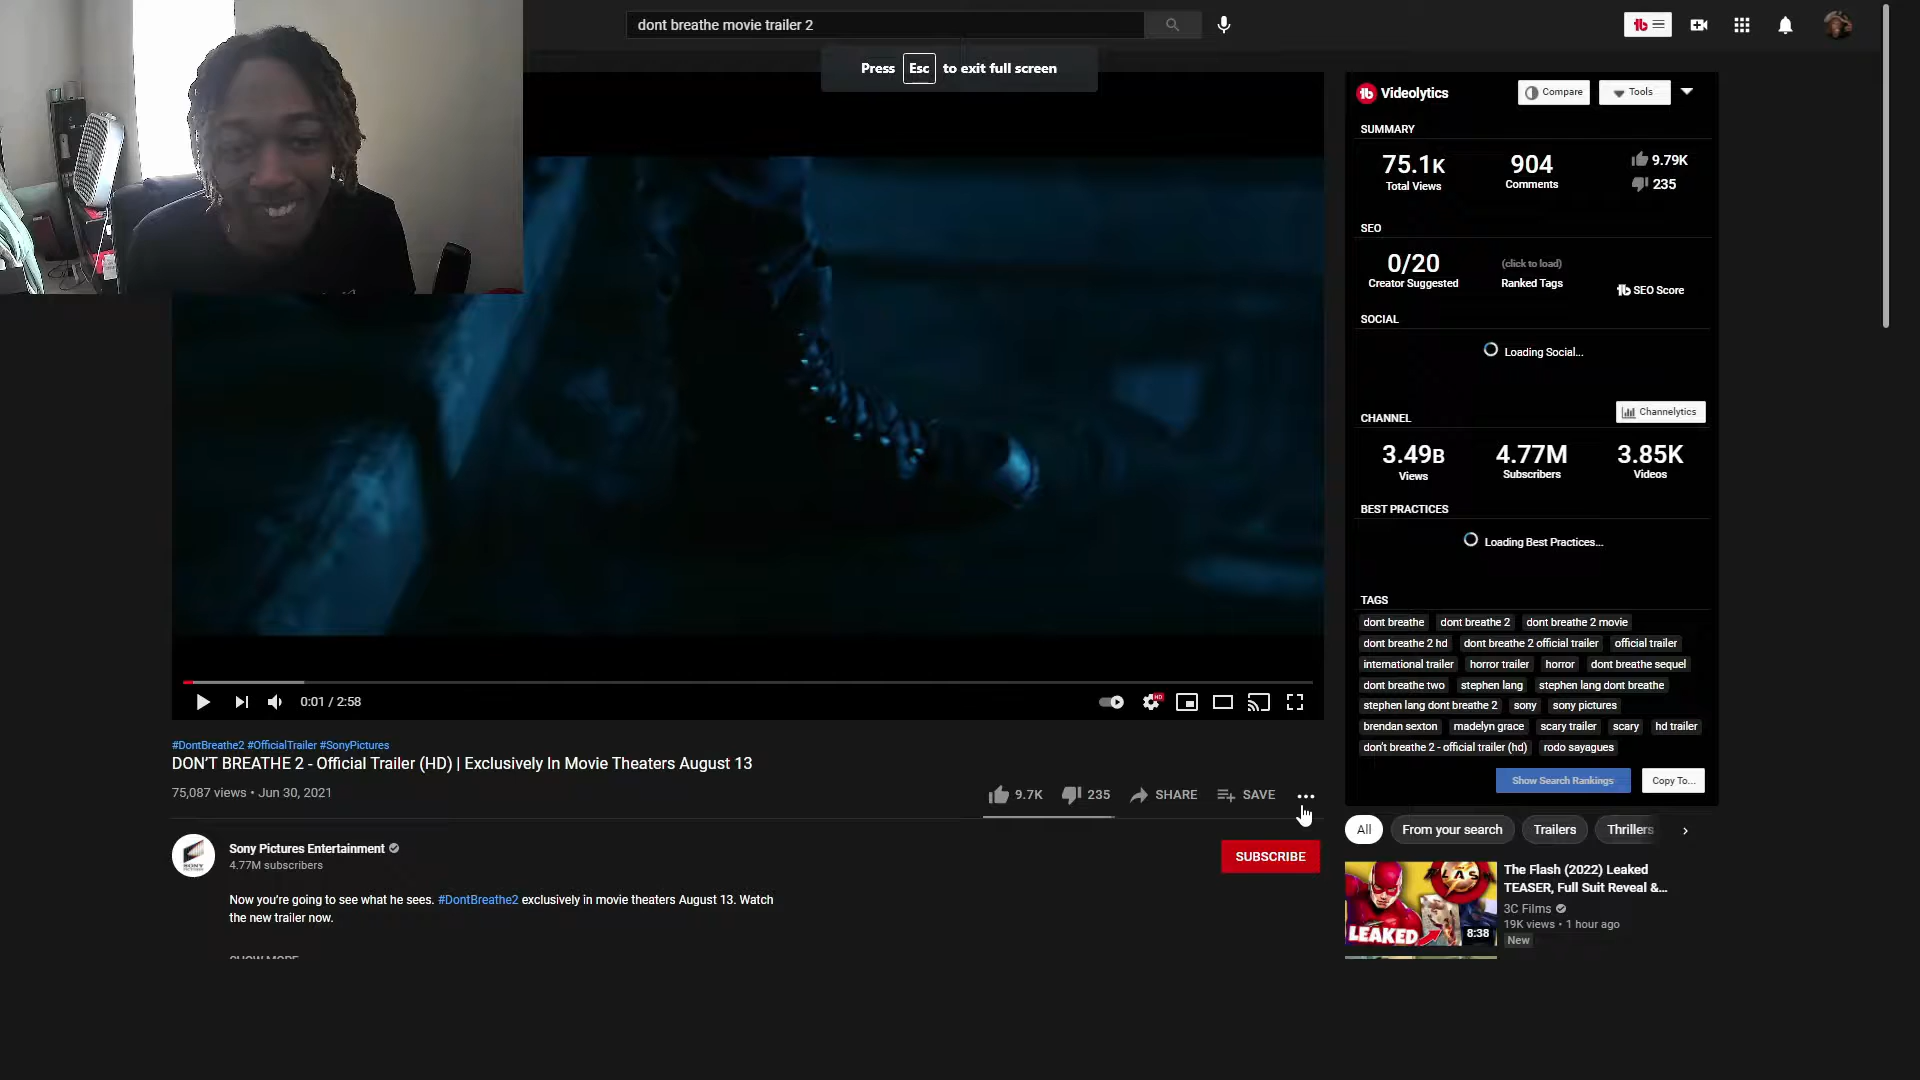 dont breathe movie trailer 2
Press Esc to exit full screen
Videolytics
Compare
Tools
SUMMARY
75.1K
Total Views
904
Comments
9.79K
235
SEO
0/20
Creator Suggested
(click to load)
Ranked Tags
SEO Score
SOCIAL
Loading Social...
CHANNEL
Channelytics
3.49B
Views
4.77M
Subscribers
3.85K
Videos
BEST PRACTICES
Loading Best Practices...
TAGS
dont breathe dont breathe 2 dont breathe 2 movie
dont breathe 2 hd dont breathe 2 official trailer official trailer
international trailer horror trailer horror dont breathe sequel
dont breathe two stephen lang stephen lang dont breathe
stephen lang dont breathe 2 sony sony pictures
brendan sexton madelyn grace scary trailer scary hd trailer
don't breathe 2 - official trailer (hd) rodo sayagues
Show Search Rankings
Copy To...
0:01 / 2:58
HD
#DontBreathe2 #OfficialTrailer #SonyPictures
DON'T BREATHE 2 - Official Trailer (HD) | Exclusively In Movie Theaters August 13
75,087 views • Jun 30, 2021
9.7K
235
SHARE
SAVE
Sony Pictures Entertainment
4.77M subscribers
SUBSCRIBE
Now you're going to see what he sees. #DontBreathe2 exclusively in movie theaters August 13. Watch
the new trailer now.
SHOW MORE
All
From your search
Trailers
Thrillers
LEAKED
8:38
The Flash (2022) Leaked
TEASER, Full Suit Reveal &...
3C Films
19K views • 1 hour ago
New